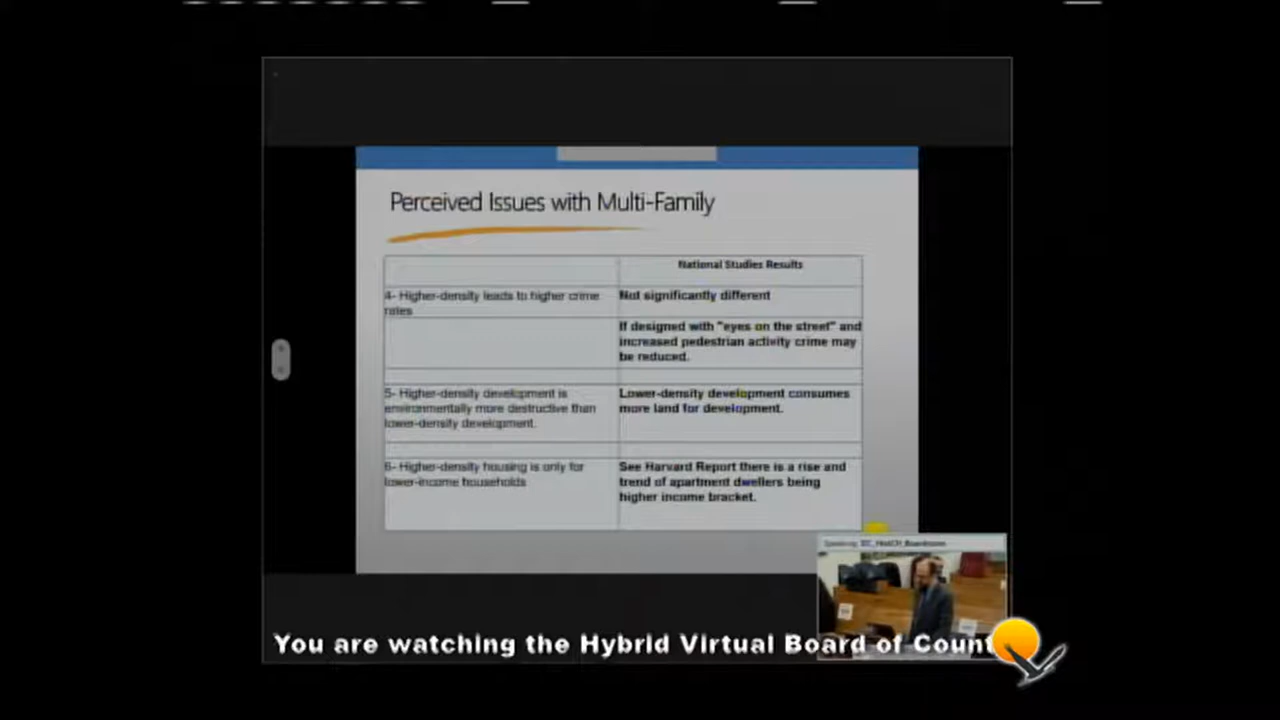 Perceived Issues with Multi-Family
National Studies Results
4- Higher-density leads to higher crime
rates
Not significantly different
If designed with "eyes on the street" and
increased pedestrian activity crime may
be reduced.
5- Higher-density development is
environmentally more destructive than
lower-density development.
Lower-density development consumes
more land for development.
6- Higher-density housing is only for
lower-income households
See Harvard Report there is a rise and
trend of apartment dwellers being
higher income bracket.
Speaking:
You are watching the Hybrid Virtual Board of Count